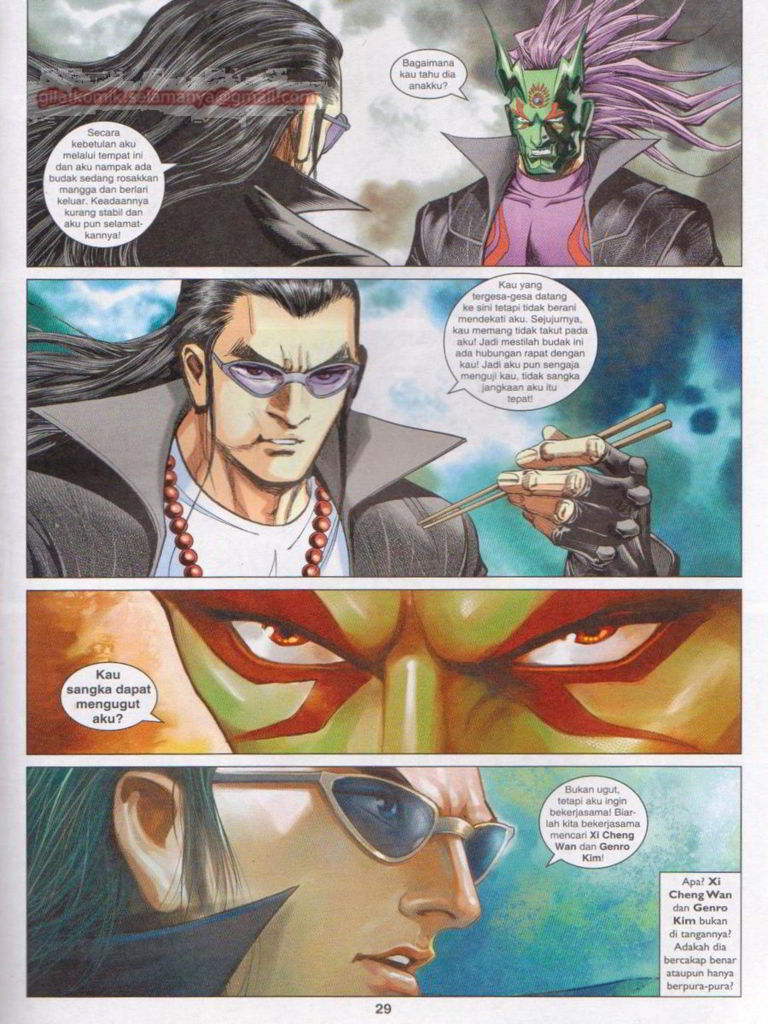 Bagaimana
kau tahu dia
anakku?
gila.komik.selamanya@gmail.com
Secara
kebetulan aku
melalui tempat ini
dan aku nampak ada
budak sedang rosakkan
mangga dan berlari
keluar. Keadaannya
kurang stabil dan
aku pun selamat-
kannya!
Kau yang
tergesa-gesa datang
ke sini tetapi tidak berani
mendekati aku. Sejujurnya,
kau memang tidak takut pada
aku! Jadi mestilah budak ini
ada hubungan rapat dengan
kau! Jadi aku pun sengaja
menguji kau, tidak sangka
jangkaan aku itu
tepat!
Kau
sangka dapat
mengugut
aku?
Bukan ugut,
tetapi aku ingin
bekerjasama! Biar-
lah kita bekerjasama
mencari Xi Cheng
Wan dan Genro
Kim!
Apa? Xi
Cheng Wan
dan Genro
Kim bukan
di tangannya?
Adakah dia
bercakap benar
ataupun hanya
berpura-pura?
29